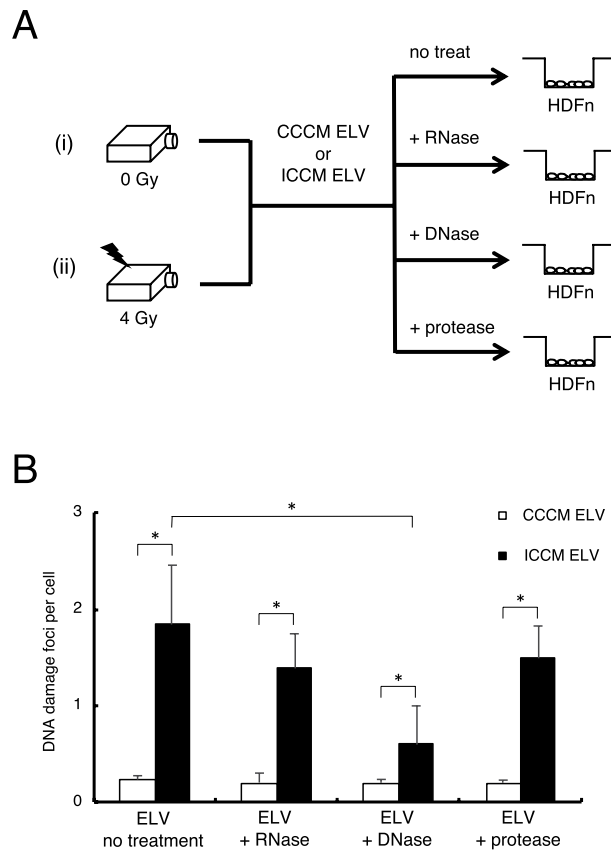 A
no treat
HDFn
(i)
0 Gy
CCCM ELV
or
ICCM ELV
+ RNase
HDFn
(ii)
4 Gy
+ DNase
HDFn
+ protease
HDFn
B
DNA damage foci per cell
3
2
1
0
*
*
*
*
*
CCCM ELV
ICCM ELV
ELV
no treatment
ELV
+ RNase
ELV
+ DNase
ELV
+ protease